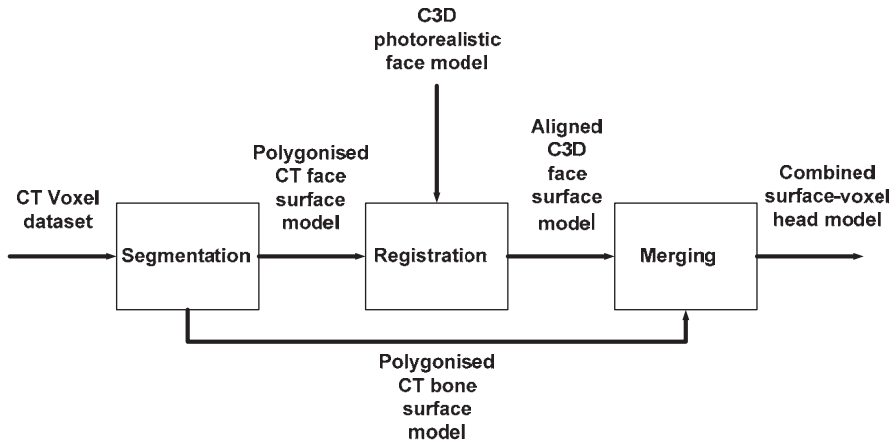 C3D
photorealistic
face model
Aligned
C3D
face
surface
model
Polygonised
CT face
surface
model
Combined
surface-voxel
head model
CT Voxel
dataset
Segmentation
Registration
Merging
Polygonised
CT bone
surface
model